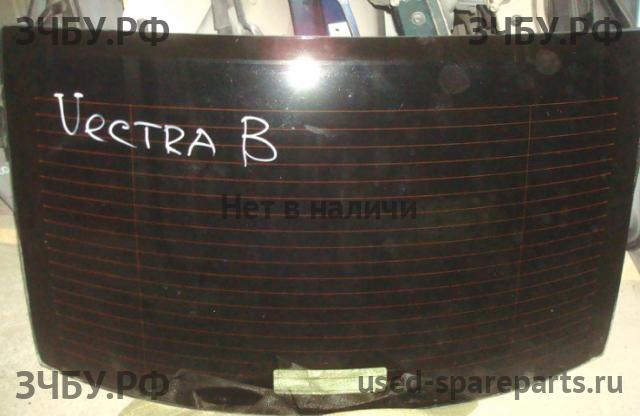 ЗЧБУ.РФ ЗЧБУ.РФ
Vectra B
Нет в наличи
ЗЧБУ.РФ used-spareparts.ru